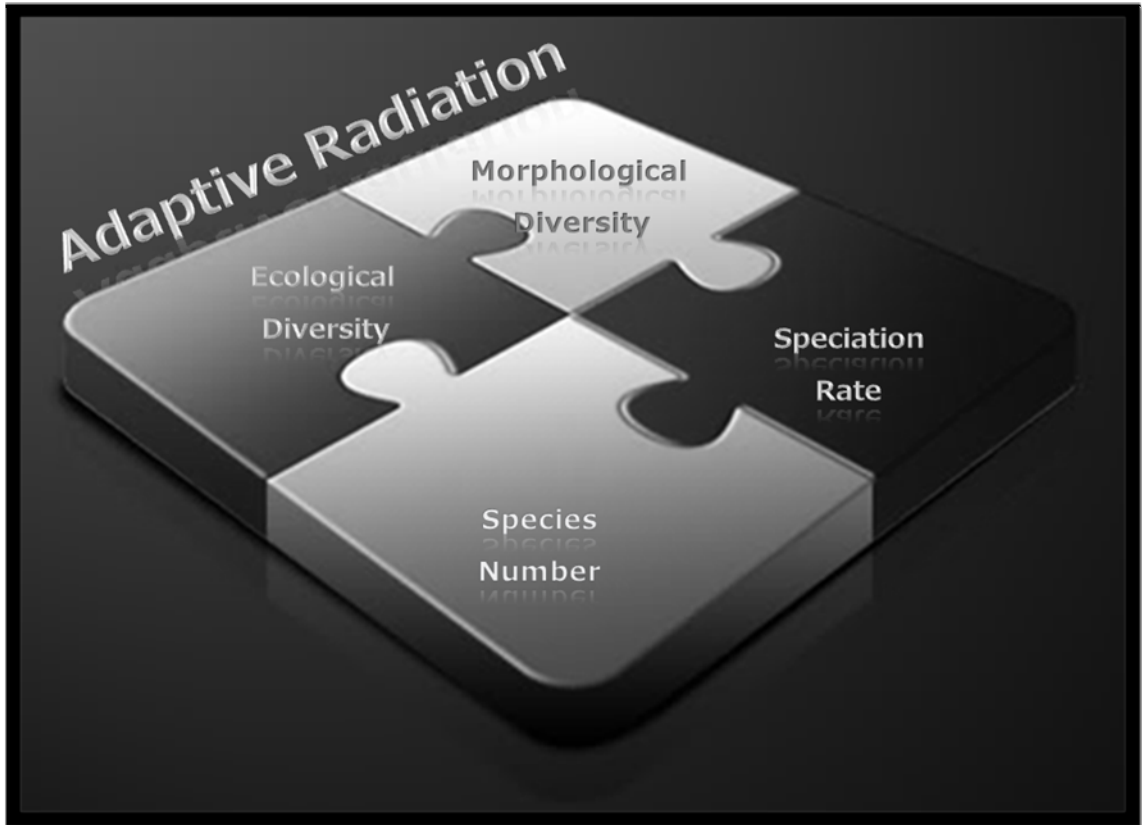 Adaptive Radiation
Morphological
Diversity
Ecological
Diversity
Speciation
Rate
Species
Number